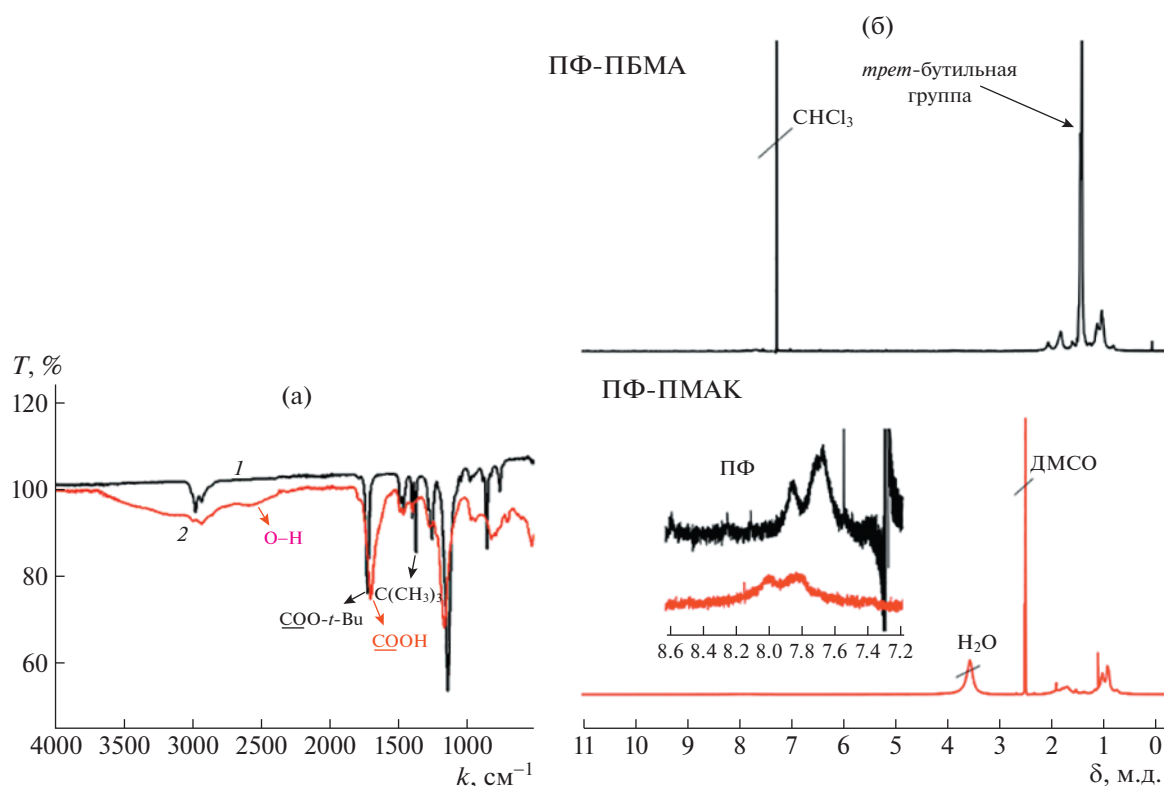 (б)
ПФ-ПБМА
трет-бутильная
группа
CHCl₃
T, %
(а)
120
100
80
60
1
2
O–H
C(CH₃)₃
COO-t-Bu
COOH
4000 3500 3000 2500 2000 1500 1000
k, см⁻¹
ПФ-ПМАК
ПФ
ДМСО
H₂O
8.6 8.4 8.2 8.0 7.8 7.6 7.4 7.2
11 10 9 8 7 6 5 4 3 2 1 0
δ, м.д.